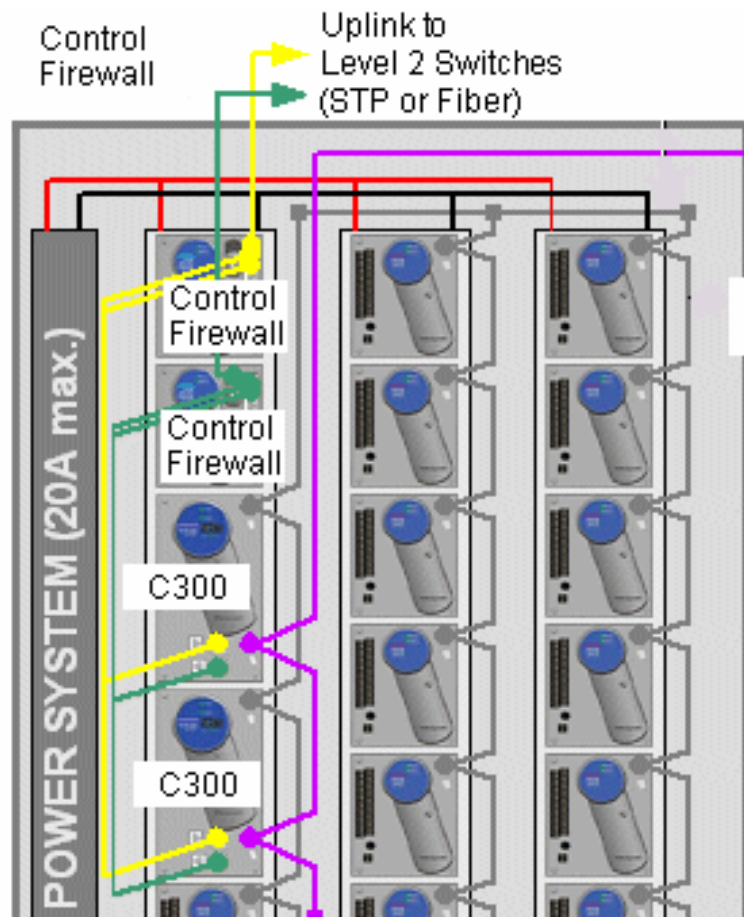 Control
Firewall
Uplink to
Level 2 Switches
(STP or Fiber)
Control
Firewall
Control
Firewall
C300
C300
POWER SYSTEM (20A max.)